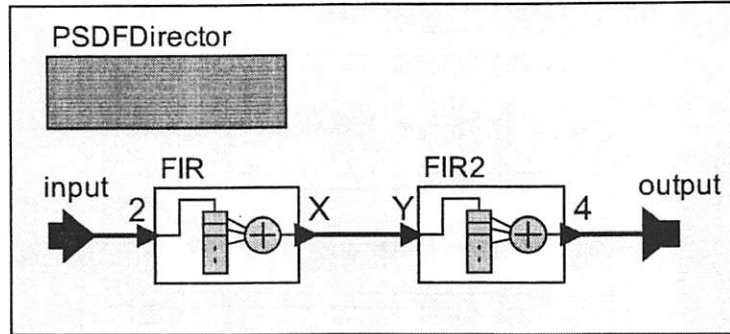 PSDFDirector
FIR
FIR2
input
2
X
Y
4
output